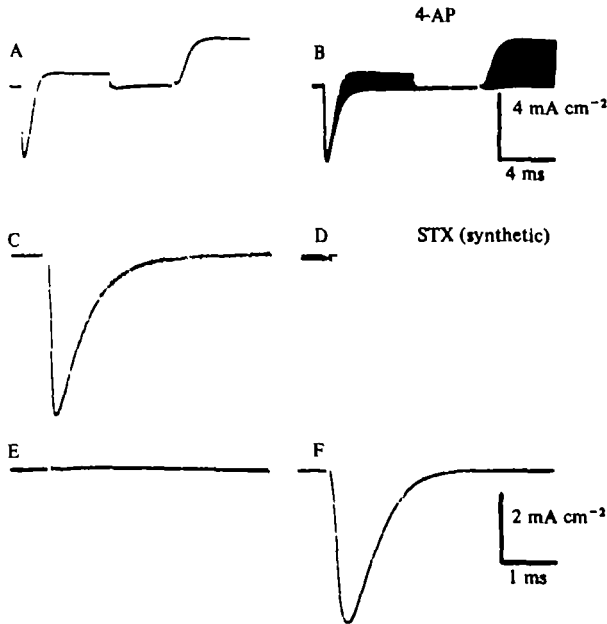 4-AP
A
B
4 mA cm⁻²
4 ms
C
D
STX (synthetic)
E
F
2 mA cm⁻²
1 ms